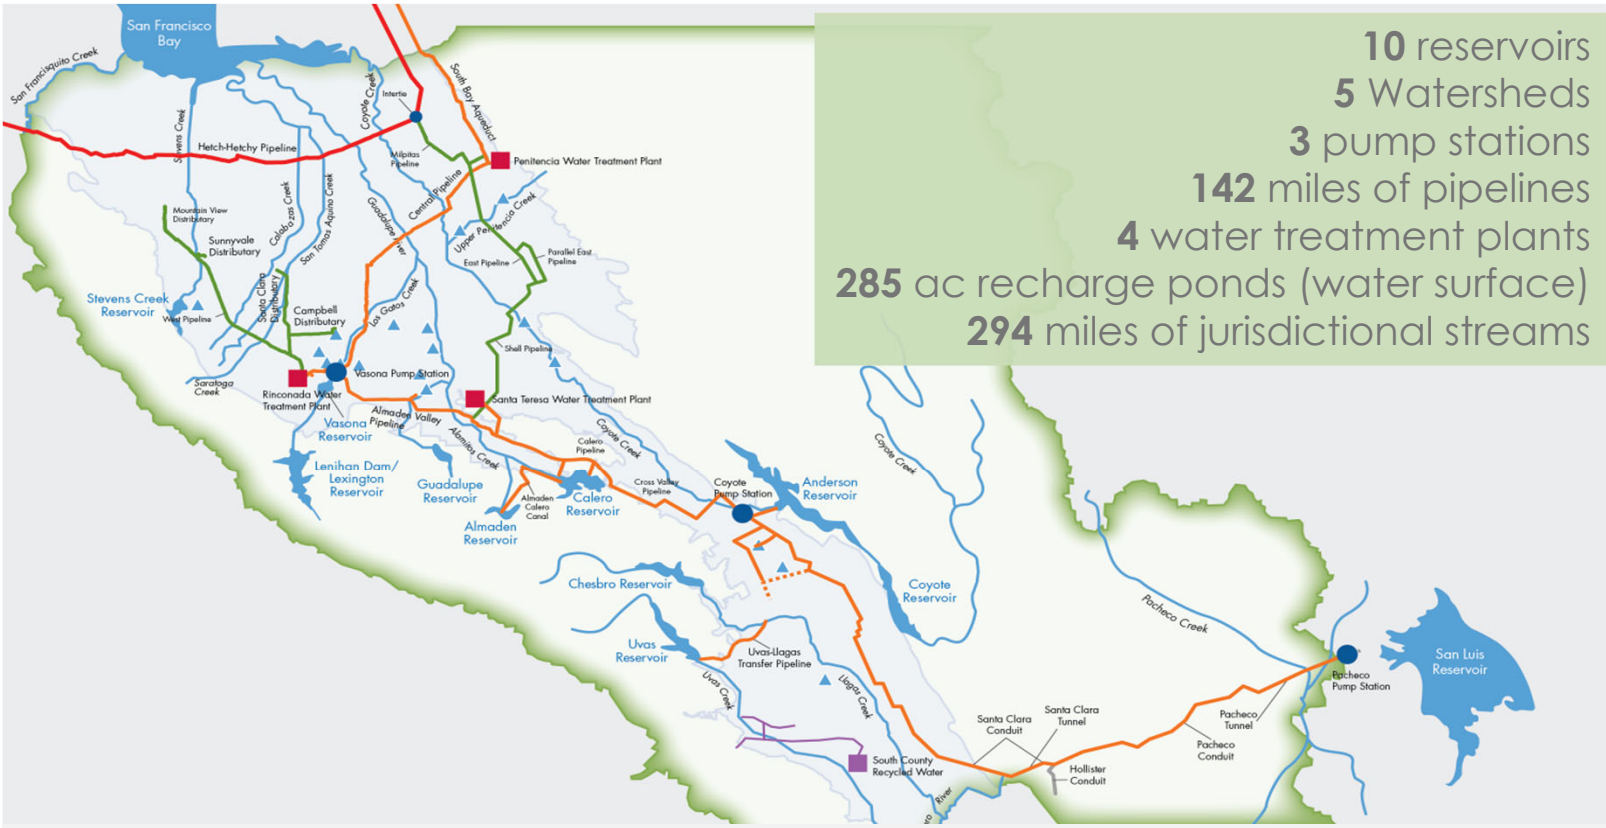 San Francisco
Bay
San Francisquito Creek
10 reservoirs
5 Watersheds
3 pump stations
142 miles of pipelines
4 water treatment plants
285 ac recharge ponds (water surface)
294 miles of jurisdictional streams
South Bay Aqueduct
Coyote Creek
Intertie
Stevens Creek
Hetch-Hetchy Pipeline
Milpitas
Pipeline
Penitencia Water Treatment Plant
Central Pipeline
Calabazas Creek
San Tomas Aquino Creek
Guadalupe River
Upper Penitencia Creek
Mountain View
Distributary
Sunnyvale
Distributary
East Pipeline
Parallel East
Pipeline
Santa Clara
Distributary
Stevens Creek
Reservoir
West Pipeline
Campbell
Distributary
Los Gatos Creek
Shell Pipeline
Vasona Pump Station
Saratoga
Creek
Rinconada Water
Treatment Plant
Santa Teresa Water Treatment Plant
Almaden Valley
Pipeline
Vasona
Reservoir
Alamitos Creek
Calero
Pipeline
Coyote Creek
Coyote Creek
Lenihan Dam/
Lexington
Reservoir
Guadalupe
Reservoir
Almaden
Calero
Canal
Calero
Reservoir
Cross Valley
Pipeline
Coyote
Pump Station
Anderson
Reservoir
Almaden
Reservoir
Chesbro Reservoir
Coyote
Reservoir
Pacheco Creek
Uvas
Reservoir
Uvas-Llagas
Transfer Pipeline
San Luis
Reservoir
Pacheco
Pump Station
Uvas Creek
Llagas Creek
Santa Clara
Conduit
Santa Clara
Tunnel
Pacheco
Tunnel
Pacheco
Conduit
South County
Recycled Water
Hollister
Conduit
River